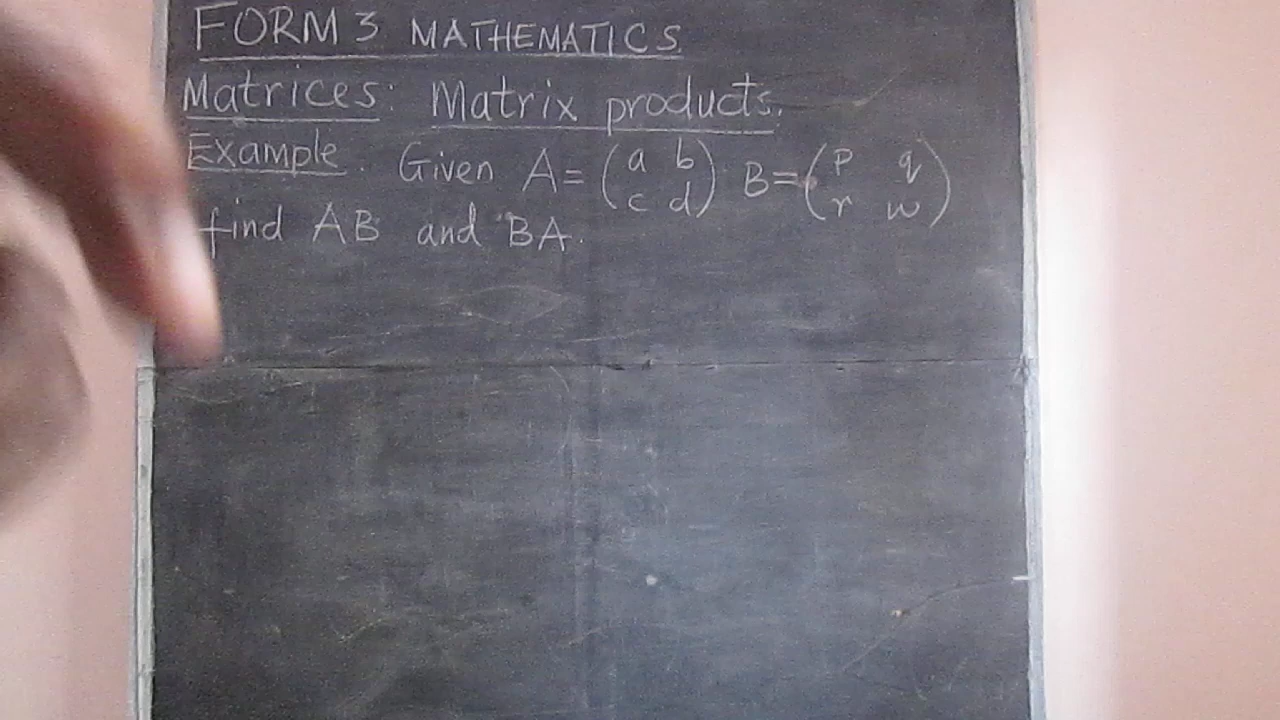 FORM 3 MATHEMATICS
Matrices: Matrix products.
Example. Given A = (a b c d) B = (p q r w)
find AB and BA.